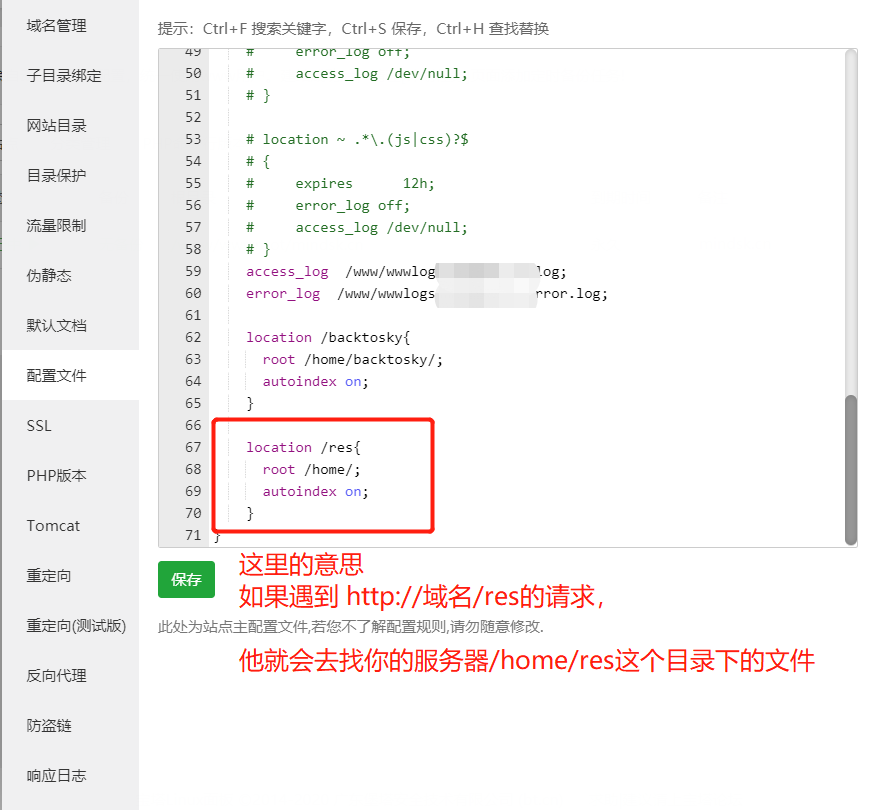 域名管理
子目录绑定
网站目录
目录保护
流量限制
伪静态
默认文档
配置文件
SSL
PHP版本
Tomcat
重定向
重定向(测试版)
反向代理
防盗链
响应日志
提示：Ctrl+F 搜索关键字，Ctrl+S 保存，Ctrl+H 查找替换
49 # error_log off;
50 # access_log /dev/null;
51 # }
52
53 # location ~ .*\.(js|css)?$
54 # {
55 # expires 12h;
56 # error_log off;
57 # access_log /dev/null;
58 # }
59 access_log /www/wwwlog log;
60 error_log /www/wwwlogs rror.log;
61
62 location /backtosky{
63 root /home/backtosky/;
64 autoindex on;
65 }
66
67 location /res{
68 root /home/;
69 autoindex on;
70 }
71 }
保存
这里的意思
如果遇到 http://域名/res的请求，
此处为站点主配置文件,若您不了解配置规则,请勿随意修改.
他就会去找你的服务器/home/res这个目录下的文件